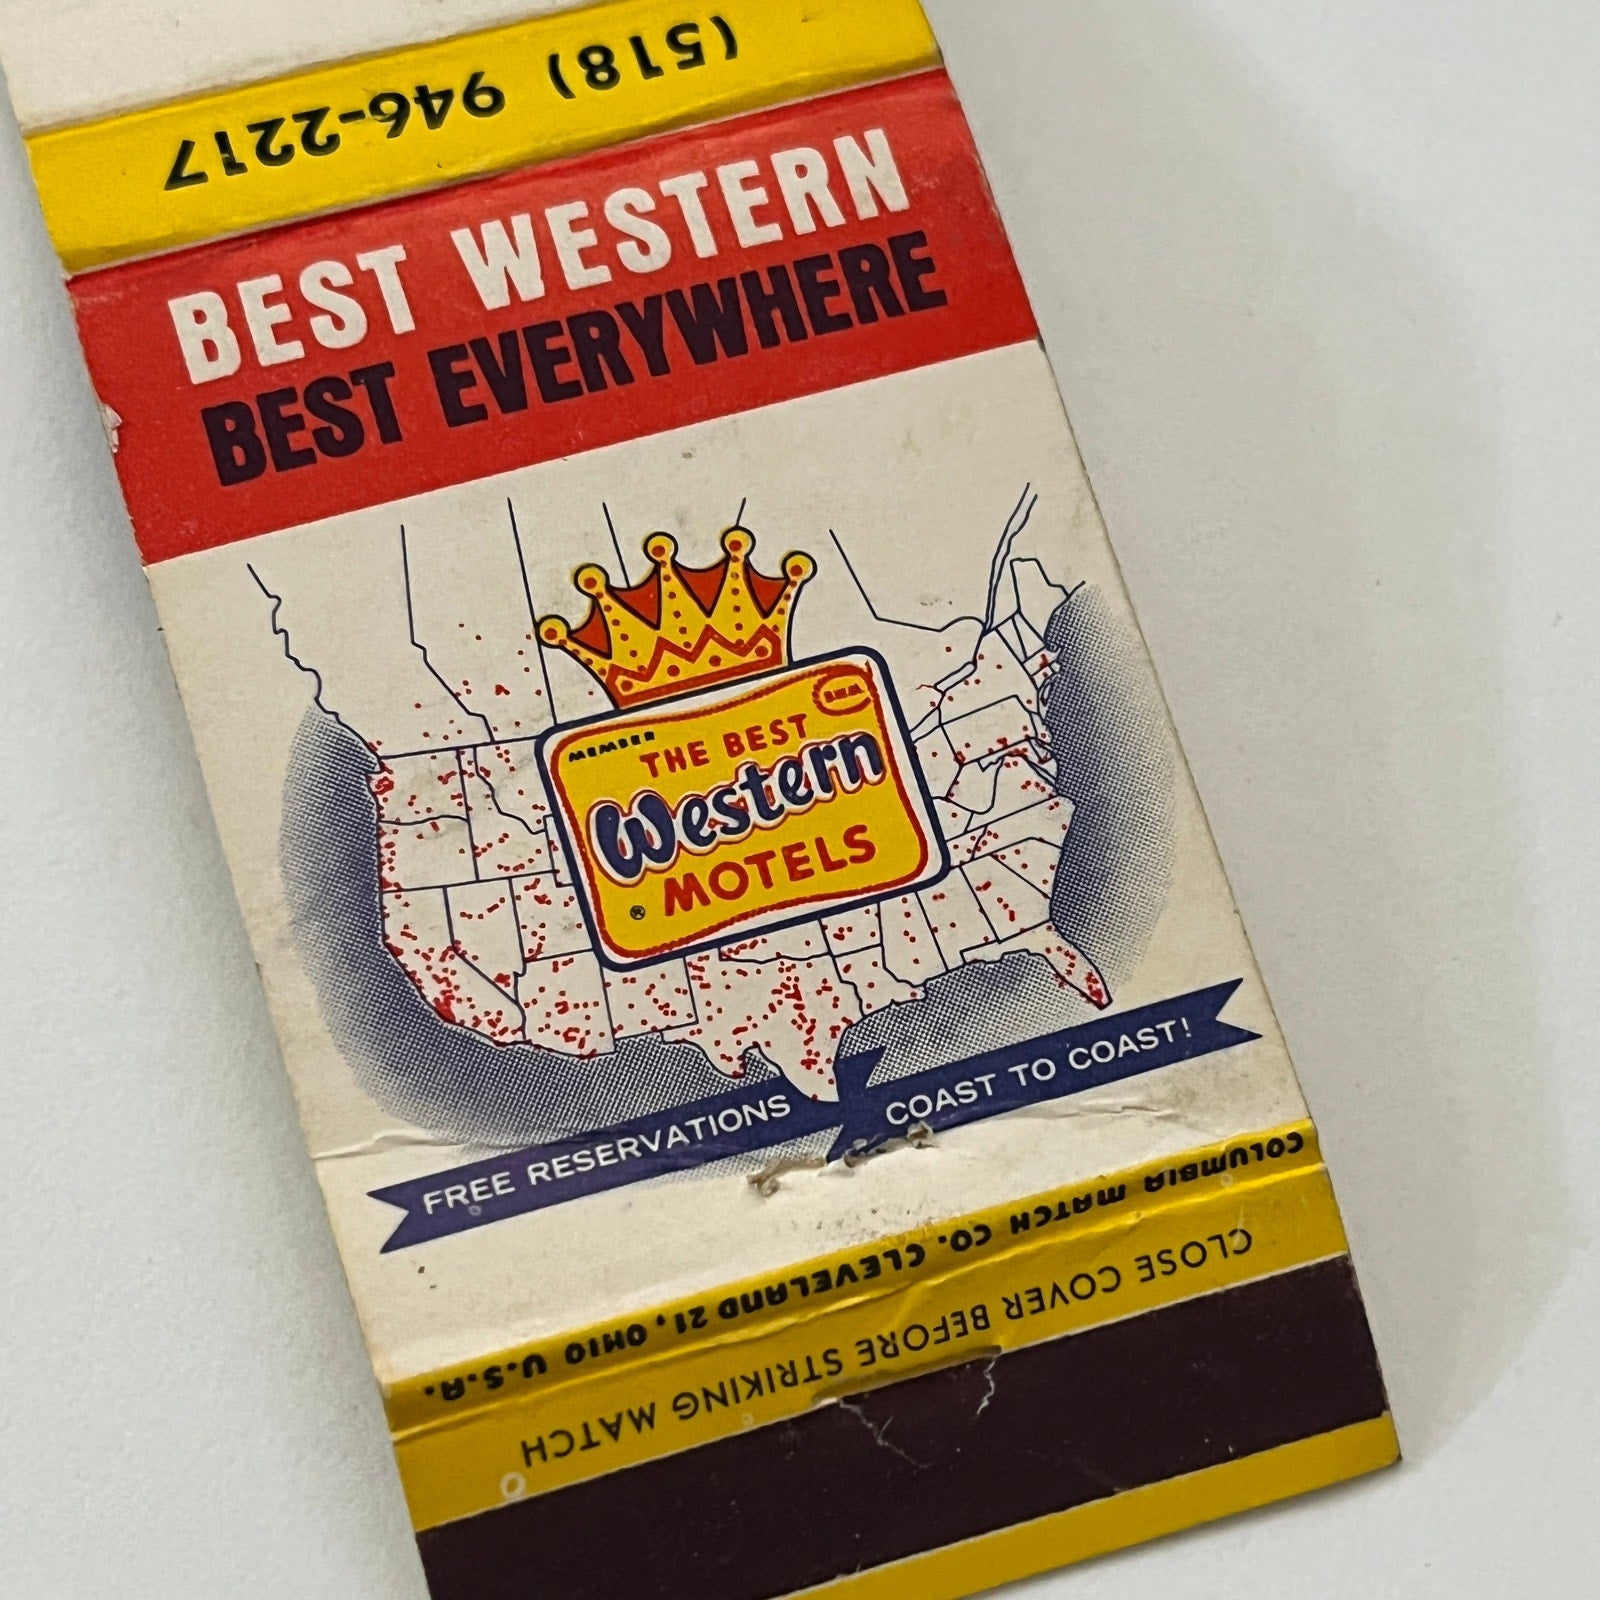 (518) 946-2217
BEST WESTERN
BEST EVERYWHERE
MEMBER
THE BEST
Western
MOTELS
®
FREE RESERVATIONS
COAST TO COAST!
COLUMBIA MATCH CO. CLEVELAND 21, OHIO U.S.A.
CLOSE COVER BEFORE STRIKING MATCH